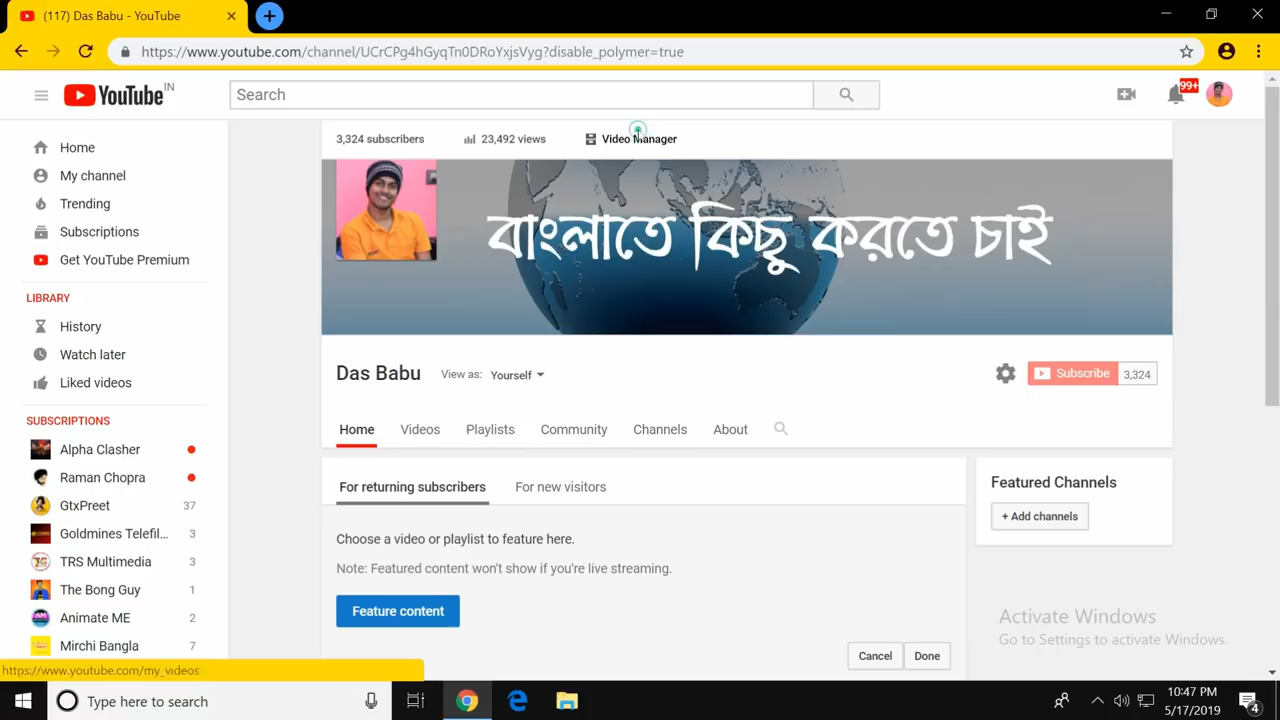 (117) Das Babu - YouTube
https://www.youtube.com/channel/UCrCPg4hGyqTn0DRoYxjsVyg?disable_polymer=true
YouTube IN
Search
99+
3,324 subscribers
23,492 views
Video Manager
বাংলাতে কিছু করতে চাই
Home
My channel
Trending
Subscriptions
Get YouTube Premium
LIBRARY
History
Watch later
Liked videos
SUBSCRIPTIONS
Alpha Clasher
Raman Chopra
GtxPreet 37
Goldmines Telefil... 3
TRS Multimedia 3
The Bong Guy 1
Animate ME 2
Mirchi Bangla 7
Das Babu
View as: Yourself
Subscribe 3,324
Home Videos Playlists Community Channels About
For returning subscribers
For new visitors
Choose a video or playlist to feature here.
Note: Featured content won't show if you're live streaming.
Feature content
Cancel
Done
Featured Channels
+ Add channels
Activate Windows
Go to Settings to activate Windows.
https://www.youtube.com/my_videos
Type here to search
10:47 PM
5/17/2019
4